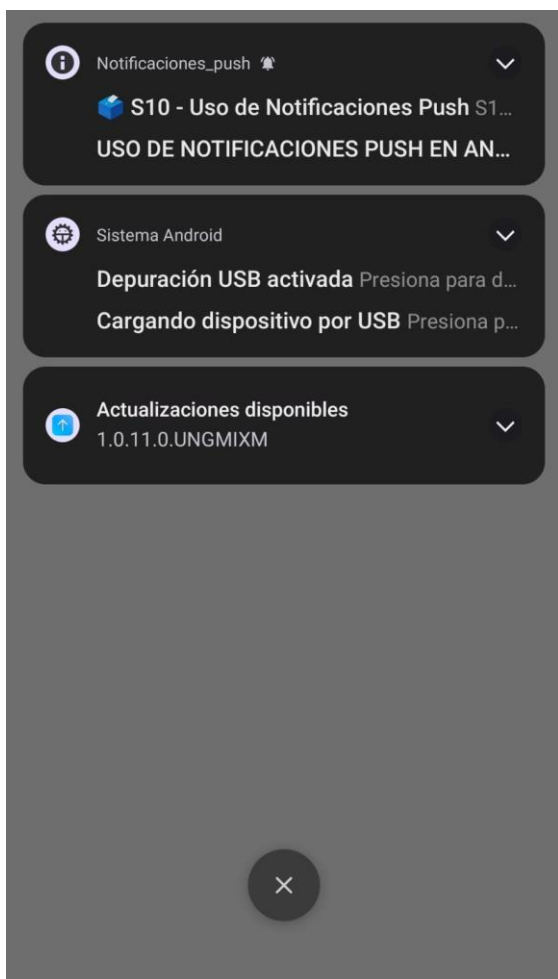 Notificaciones_push
S10 - Uso de Notificaciones Push S1...
USO DE NOTIFICACIONES PUSH EN AN...
Sistema Android
Depuración USB activada Presiona para d...
Cargando dispositivo por USB Presiona p...
Actualizaciones disponibles
1.0.11.0.UNGMIXM